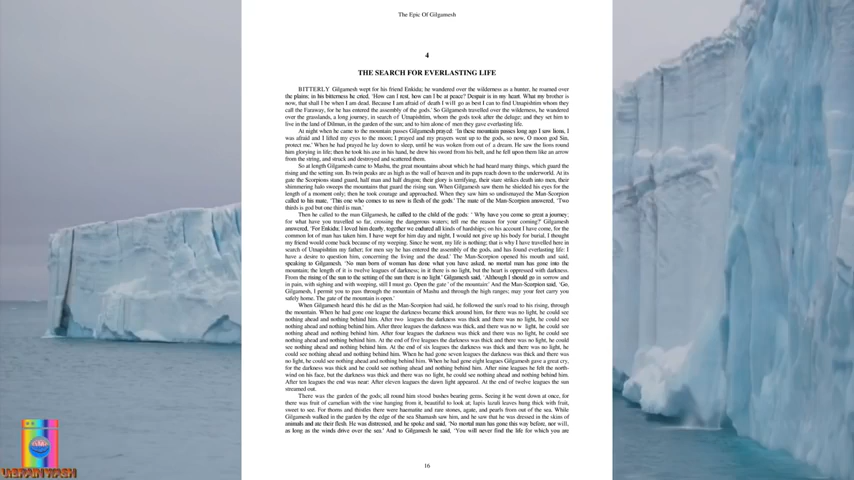 The Epic Of Gilgamesh
4
THE SEARCH FOR EVERLASTING LIFE
BITTERLY Gilgamesh wept for his friend Enkidu; he wandered over the wilderness as a hunter, he roamed over
the plains; in his bitterness he cried, 'How can I rest, how can I be at peace? Despair is in my heart. What my brother is
now, that shall I be when I am dead. Because I am afraid of death I will go as best I can to find Utnapishtim whom they
call the Faraway, for he has entered the assembly of the gods.' So Gilgamesh travelled over the wilderness, he wandered
over the grasslands, a long journey, in search of Utnapishtim, whom the gods took after the deluge; and they set him to
live in the land of Dilmun, in the garden of the sun; and to him alone of men they gave everlasting life.
At night when he came to the mountain passes Gilgamesh prayed: 'In these mountain passes long ago I saw lions, I
was afraid and I lifted my eyes to the moon; I prayed and my prayers went up to the gods, so now, O moon god Sin,
protect me.' When he had prayed he lay down to sleep, until he was woken from out of a dream. He saw the lions round
him glorying in life; then he took his axe in his hand, he drew his sword from his belt, and he fell upon them like an arrow
from the string, and struck and destroyed and scattered them.
So at length Gilgamesh came to Mashu, the great mountains about which he had heard many things, which guard the
rising and the setting sun. Its twin peaks are as high as the wall of heaven and its paps reach down to the underworld. At its
gate the Scorpions stand guard, half man and half dragon; their glory is terrifying, their stare strikes death into men, their
shimmering halo sweeps the mountains that guard the rising sun. When Gilgamesh saw them he shielded his eyes for the
length of a moment only; then he took courage and approached. When they saw him so undismayed the Man-Scorpion
called to his mate, 'This one who comes to us now is flesh of the gods.' The mate of the Man-Scorpion answered, 'Two
thirds is god but one third is man.'
Then he called to the man Gilgamesh, he called to the child of the gods: ' Why have you come so great a journey;
for what have you travelled so far, crossing the dangerous waters; tell me the reason for your coming?' Gilgamesh
answered, 'For Enkidu; I loved him dearly, together we endured all kinds of hardships; on his account I have come, for the
common lot of man has taken him. I have wept for him day and night, I would not give up his body for burial, I thought
my friend would come back because of my weeping. Since he went, my life is nothing; that is why I have travelled here in
search of Utnapishtim my father; for men say he has entered the assembly of the gods, and has found everlasting life: I
have a desire to question him, concerning the living and the dead.' The Man-Scorpion opened his mouth and said,
speaking to Gilgamesh, 'No man born of woman has done what you have asked, no mortal man has gone into the
mountain; the length of it is twelve leagues of darkness; in it there is no light, but the heart is oppressed with darkness.
From the rising of the sun to the setting of the sun there is no light.' Gilgamesh said, 'Although I should go in sorrow and
in pain, with sighing and with weeping, still I must go. Open the gate ' of the mountain:' And the Man-Scorpion said, 'Go,
Gilgamesh, I permit you to pass through the mountain of Mashu and through the high ranges; may your feet carry you
safely home. The gate of the mountain is open.'
When Gilgamesh heard this he did as the Man-Scorpion had said, he followed the sun's road to his rising, through
the mountain. When he had gone one league the darkness became thick around him, for there was no light, he could see
nothing ahead and nothing behind him. After two leagues the darkness was thick and there was no light, he could see
nothing ahead and nothing behind him. After three leagues the darkness was thick, and there was no light, he could see
nothing ahead and nothing behind him. After four leagues the darkness was thick and there was no light, he could see
nothing ahead and nothing behind him. At the end of five leagues the darkness was thick and there was no light, he could
see nothing ahead and nothing behind him. At the end of six leagues the darkness was thick and there was no light, he
could see nothing ahead and nothing behind him. When he had gone seven leagues the darkness was thick and there was
no light, he could see nothing ahead and nothing behind him. When he had gone eight leagues Gilgamesh gave a great cry,
for the darkness was thick and he could see nothing ahead and nothing behind him. After nine leagues he felt the north-
wind on his face, but the darkness was thick and there was no light, he could see nothing ahead and nothing behind him.
After ten leagues the end was near: After eleven leagues the dawn light appeared. At the end of twelve leagues the sun
streamed out.
There was the garden of the gods; all round him stood bushes bearing gems. Seeing it he went down at once, for
there was fruit of carnelian with the vine hanging from it, beautiful to look at; lapis lazuli leaves hung thick with fruit,
sweet to see. For thorns and thistles there were haematite and rare stones, agate, and pearls from out of the sea. While
Gilgamesh walked in the garden by the edge of the sea Shamash saw him, and he saw that he was dressed in the skins of
animals and ate their flesh. He was distressed, and he spoke and said, 'No mortal man has gone this way before, nor will,
as long as the winds drive over the sea.' And to Gilgamesh he said, 'You will never find the life for which you are
16